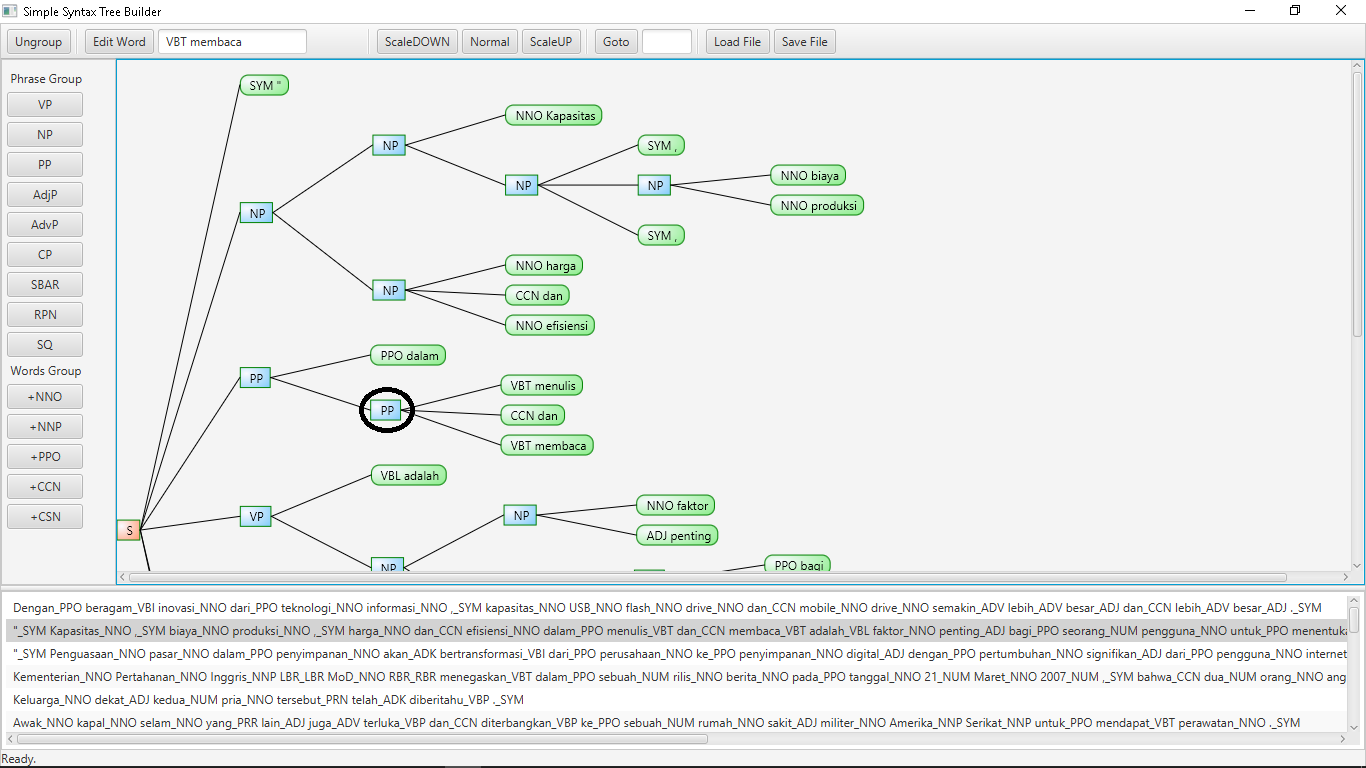 Simple Syntax Tree Builder
Ungroup Edit Word VBT membaca ScaleDOWN Normal ScaleUP Goto Load File Save File
Phrase Group
VP
NP
PP
AdjP
AdvP
CP
SBAR
RPN
SQ
Words Group
+NNO
+NNP
+PPO
+CCN
+CSN
SYM "
NNO Kapasitas
NP SYM ,
NP NP NNO biaya
NNO produksi
NP
SYM ,
NNO harga
NP CCN dan
NNO efisiensi
PPO dalam
PP
VBT menulis
PP CCN dan
VBT membaca
VBL adalah
NNO faktor
VP NP
S ADJ penting
NP PPO bagi
Dengan_PPO beragam_VBI inovasi_NNO dari_PPO teknologi_NNO informasi_NNO ,_SYM kapasitas_NNO USB_NNO flash_NNO drive_NNO dan_CCN mobile_NNO drive_NNO semakin_ADV lebih_ADV besar_ADJ dan_CCN lebih_ADV besar_ADJ ._SYM
"_SYM Kapasitas_NNO ,_SYM biaya_NNO produksi_NNO ,_SYM harga_NNO dan_CCN efisiensi_NNO dalam_PPO menulis_VBT dan_CCN membaca_VBT adalah_VBL faktor_NNO penting_ADJ bagi_PPO seorang_NUM pengguna_NNO untuk_PPO menentuka
"_SYM Penguasaan_NNO pasar_NNO dalam_PPO penyimpanan_NNO akan_ADK bertransformasi_VBI dari_PPO perusahaan_NNO ke_PPO penyimpanan_NNO digital_ADJ dengan_PPO pertumbuhan_NNO signifikan_ADJ dari_PPO pengguna_NNO internet
Kementerian_NNO Pertahanan_NNO Inggris_NNP LBR_LBR MoD_NNO RBR_RBR menegaskan_VBT dalam_PPO sebuah_NUM rilis_NNO berita_NNO pada_PPO tanggal_NNO 21_NUM Maret_NNO 2007_NUM ,_SYM bahwa_CCN dua_NUM orang_NNO ang
Keluarga_NNO dekat_ADJ kedua_NUM pria_NNO tersebut_PRN telah_ADK diberitahu_VBP ._SYM
Awak_NNO kapal_NNO selam_NNO yang_PRR lain_ADJ juga_ADV terluka_VBP dan_CCN diterbangkan_VBP ke_PPO sebuah_NUM rumah_NNO sakit_ADJ militer_NNO Amerika_NNP Serikat_NNP untuk_PPO mendapat_VBT perawatan_NNO ._SYM
Ready.